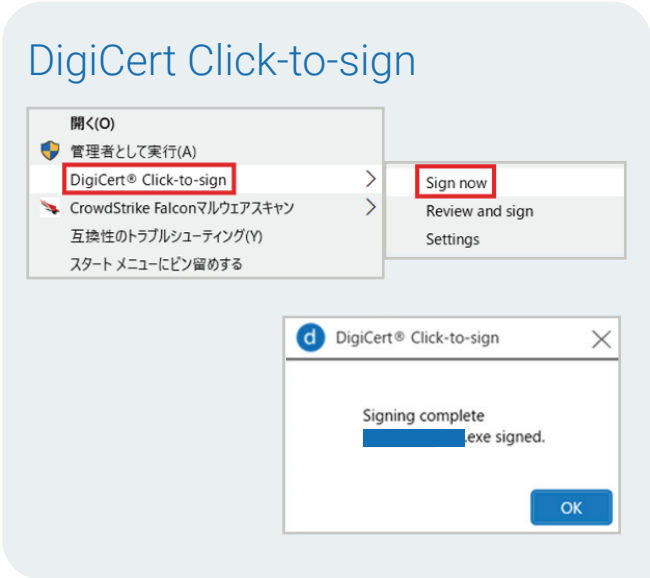 DigiCert Click-to-sign
開く(O)
管理者として実行(A)
DigiCert® Click-to-sign
CrowdStrike Falconマルウェアスキャン
互換性のトラブルシューティング(Y)
スタート メニューにピン留めする
Sign now
Review and sign
Settings
d DigiCert® Click-to-sign
Signing complete
.exe signed.
OK